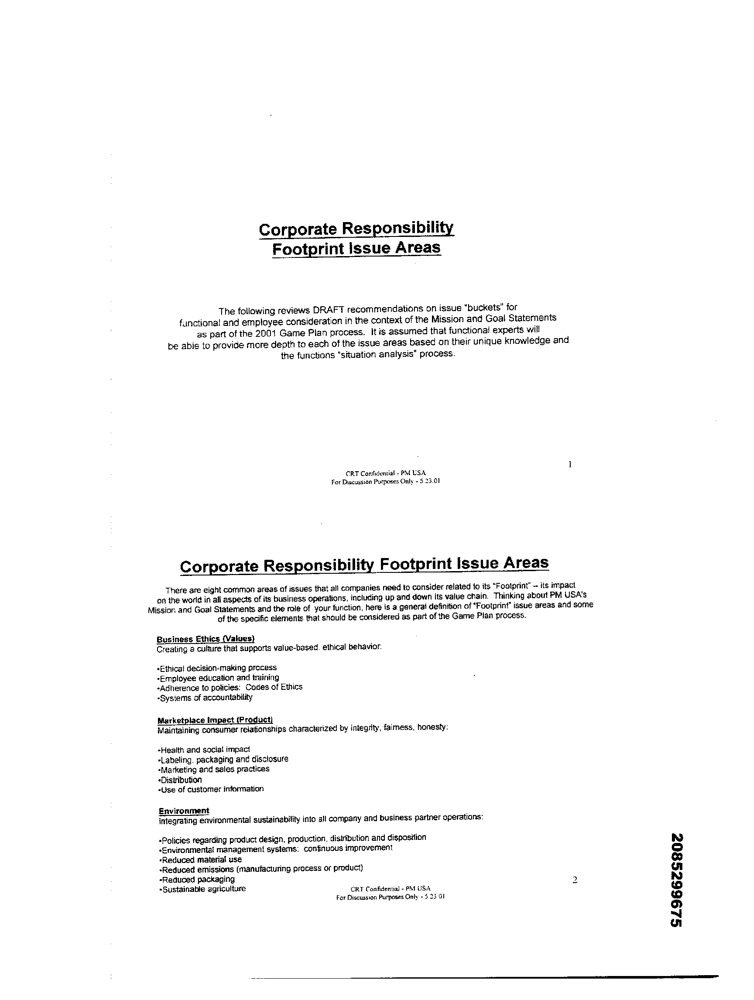 Corporate Responsibility
Footprint Issue Areas
The following reviews DRAFT recommendations on issue "buckets" for
functional and employee consideration in the context of the Mission and Goal Statements
as part of the 2001 Game Plan process. It is assumed that functional experts will
be able to provide more depth to each of the issue areas based on their unique knowledge and
the functions "situation analysis" process.
1
CRT Confidential - PM USA
For Discussion Purposes Only - 5 23 01
Corporate Responsibility Footprint Issue Areas
There are eight common areas of issues that all companies need to consider related to its "Footprint" – its impact
on the world in all aspects of its business operations, including up and down its value chain. Thinking about PM USA's
Mission and Goal Statements and the role of your function, here is a general definition of "Footprint" issue areas and some
of the specific elements that should be considered as part of the Game Plan process.
Business Ethics (Values)
Creating a culture that supports value-based, ethical behavior:
•Ethical decision-making process
•Employee education and training
•Adherence to policies: Codes of Ethics
•Systems of accountability
Marketplace Impact (Product)
Maintaining consumer relationships characterized by integrity, fairness, honesty:
•Health and social impact
•Labeling, packaging and disclosure
•Marketing and sales practices
•Distribution
•Use of customer information
Environment
Integrating environmental sustainability into all company and business partner operations:
•Policies regarding product design, production, distribution and disposition
•Environmental management systems: continuous improvement
•Reduced material use
•Reduced emissions (manufacturing process or product)
•Reduced packaging
•Sustainable agriculture
2
CRT Confidential - PM USA
For Discussion Purposes Only - 5 23 01
2085299675